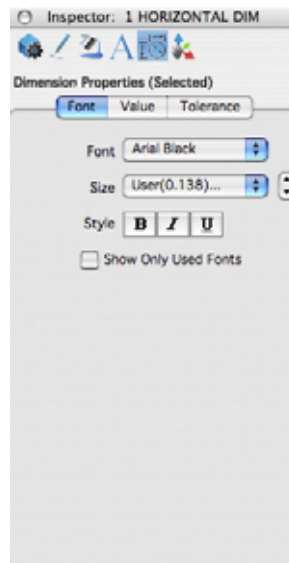 Inspector: 1 HORIZONTAL DIM
A
Dimension Properties (Selected)
Font Value Tolerance
Font Arial Black
Size User(0.138)...
Style B I U
Show Only Used Fonts